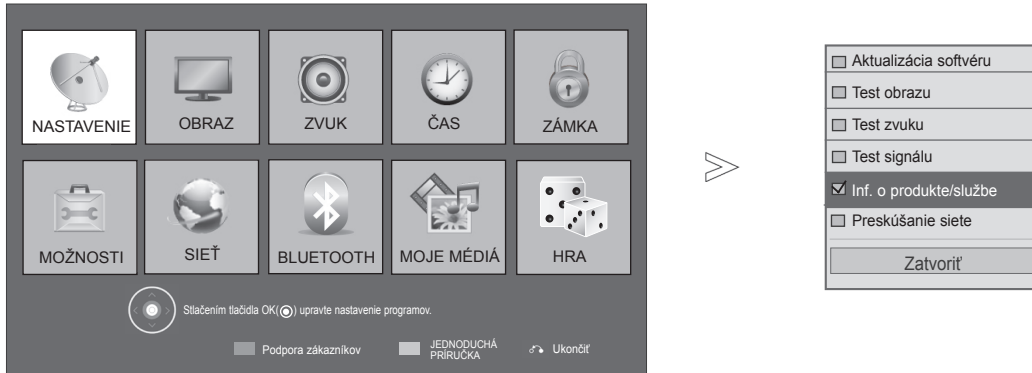 NASTAVENIE
OBRAZ
ZVUK
ČAS
ZÁMKA
MOŽNOSTI
SIEŤ
BLUETOOTH
MOJE MÉDIÁ
HRA
Stlačením tlačidla OK(◉) upravte nastavenie programov.
Podpora zákazníkov
JEDNODUCHÁ
PRÍRUČKA
Ukončiť
Aktualizácia softvéru
Test obrazu
Test zvuku
Test signálu
Inf. o produkte/službe
Preskúšanie siete
Zatvoriť